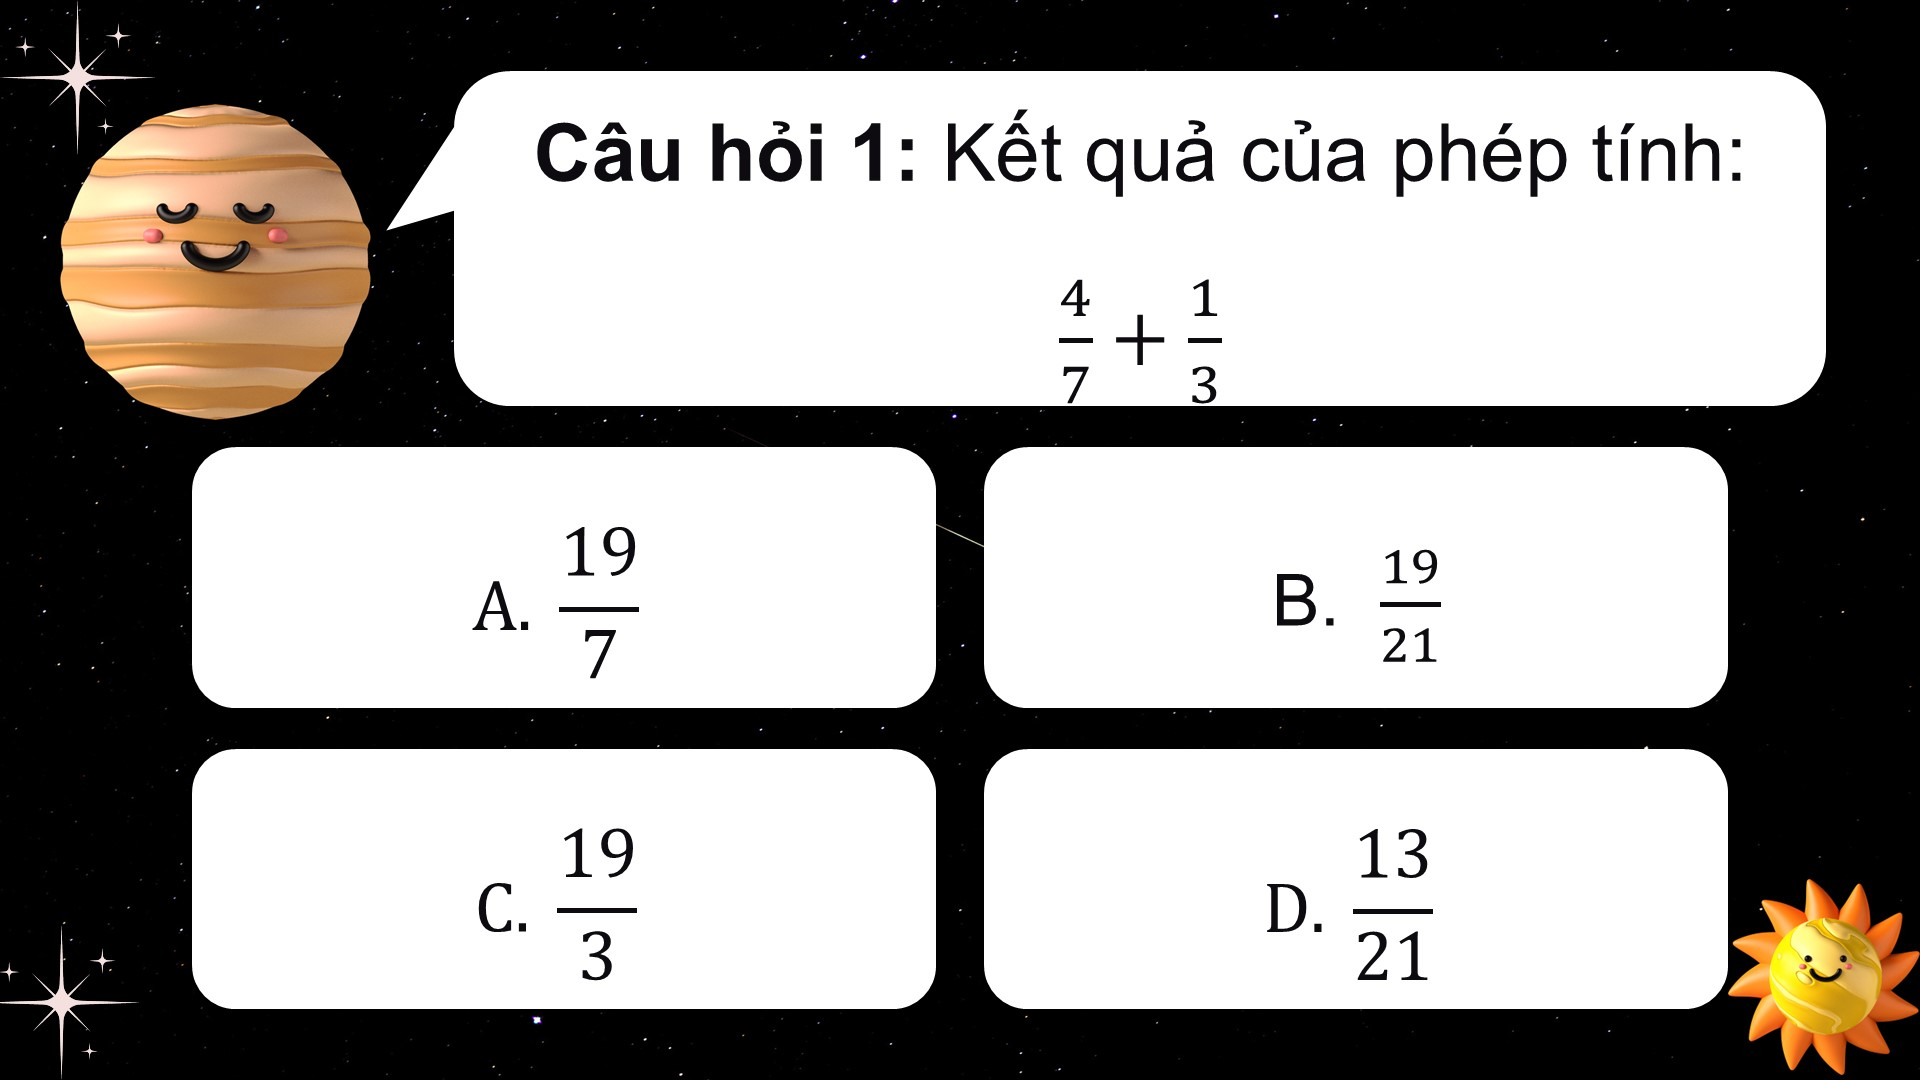 Câu hỏi 1: Kết quả của phép tính:
4/7 + 1/3
A. 19/7
B. 19/21
C. 19/3
D. 13/21